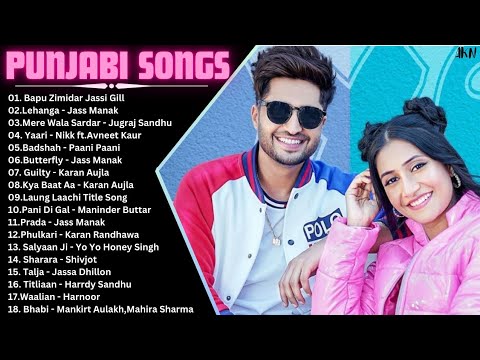 PUNJABI SONGS
JKN
01. Bapu Zimidar Jassi Gill
02.Lehanga - Jass Manak
03.Mere Wala Sardar - Jugraj Sandhu
04. Yaari - Nikk ft.Avneet Kaur
05.Badshah - Paani Paani
06.Butterfly - Jass Manak
07. Guilty - Karan Aujla
08.Kya Baat Aa - Karan Aujla
09.Laung Laachi Title Song
10.Pani Di Gal - Maninder Buttar
11.Prada - Jass Manak
12.Phulkari - Karan Randhawa
13.Salyaan Ji - Yo Yo Honey Singh
14. Sharara - Shivjot
15. Talja - Jassa Dhillon
16. Titliaan - Harrdy Sandhu
17.Waalian - Harnoor
18. Bhabi - Mankirt Aulakh,Mahira Sharma
POLO